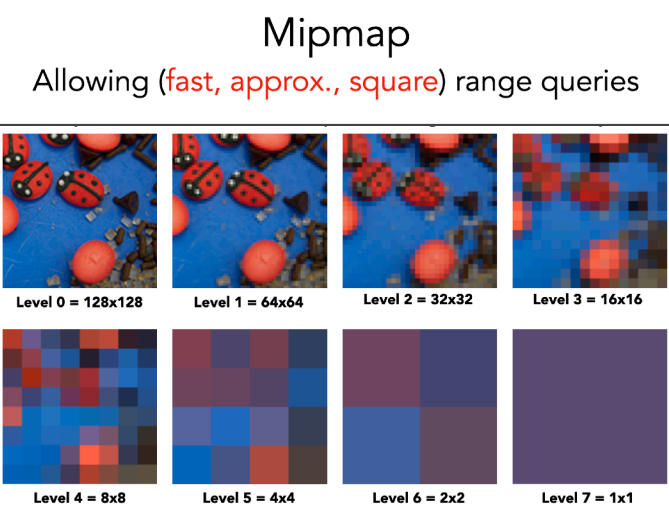 Mipmap
Allowing (fast, approx., square) range queries
Level 0 = 128x128
Level 1 = 64x64
Level 2 = 32x32
Level 3 = 16x16
Level 4 = 8x8
Level 5 = 4x4
Level 6 = 2x2
Level 7 = 1x1